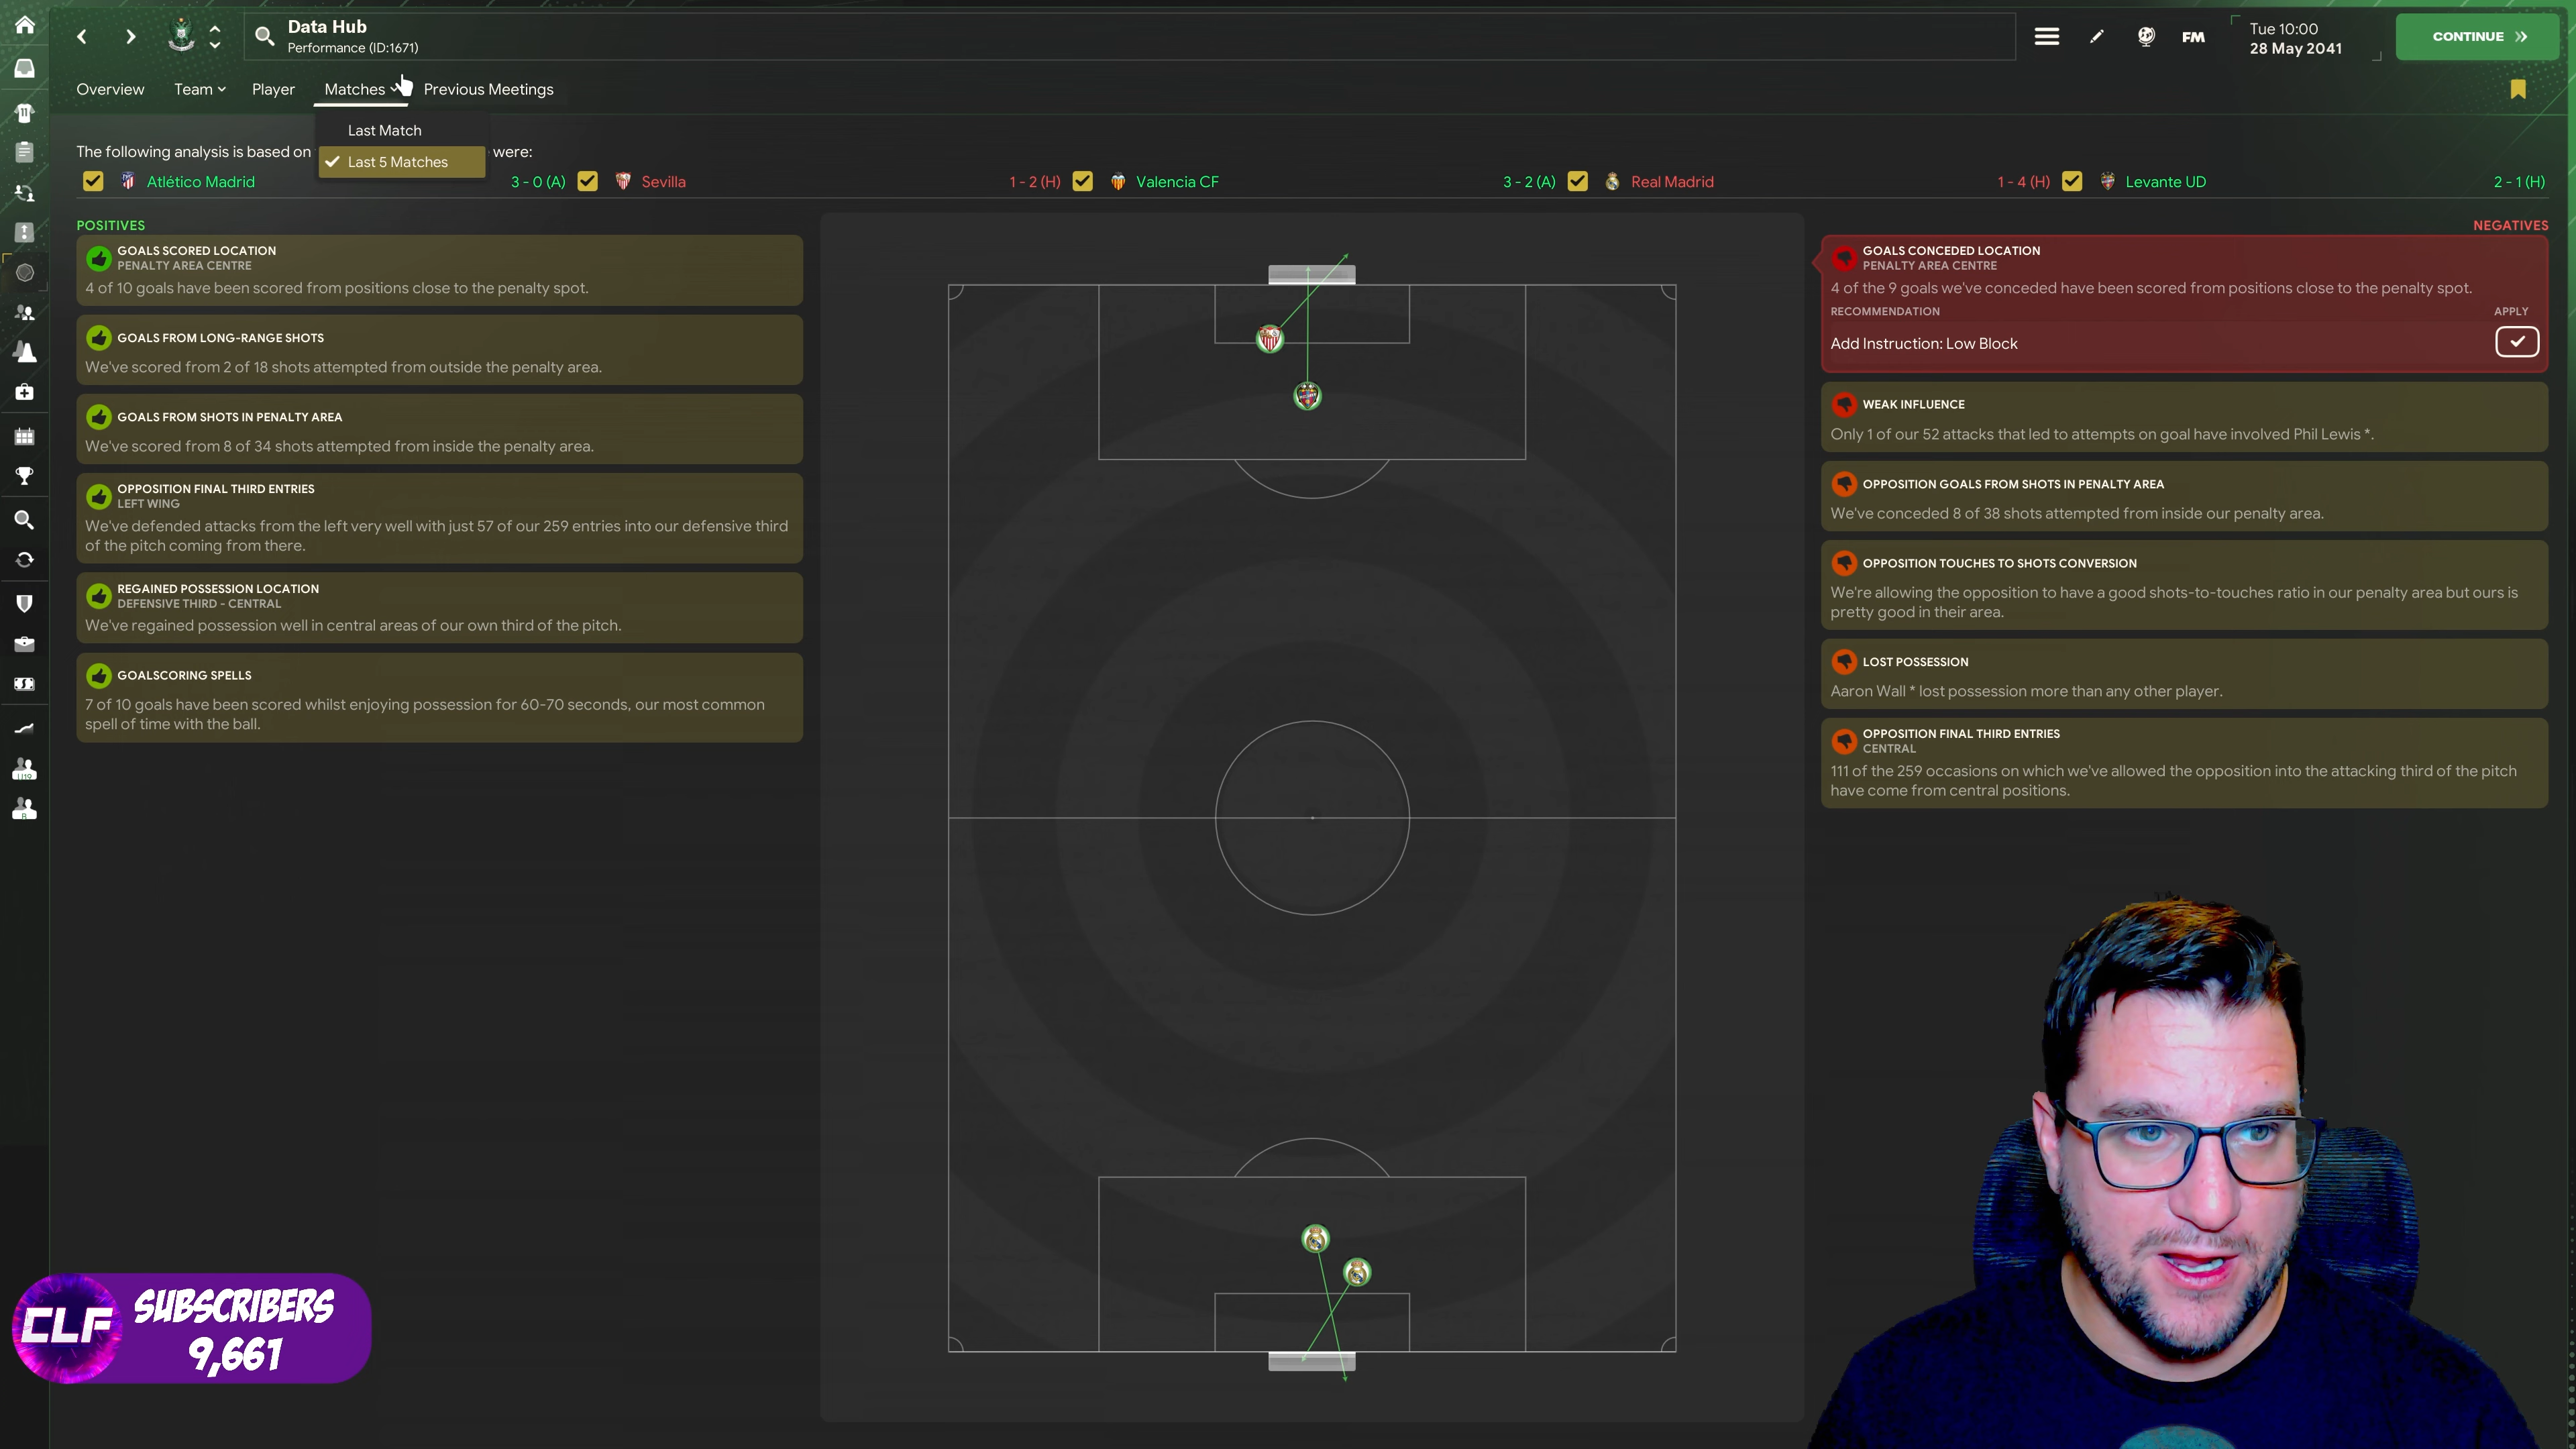 Data Hub
Performance (ID:1671)
FM
Tue 10:00
28 May 2041
CONTINUE
Overview
Team
Player
Matches
Previous Meetings
Last Match
Last 5 Matches
The following analysis is based on
were:
Atlético Madrid
3 - 0 (A)
Sevilla
1 - 2 (H)
Valencia CF
3 - 2 (A)
Real Madrid
1 - 4 (H)
Levante UD
2 - 1 (H)
POSITIVES
GOALS SCORED LOCATION
PENALTY AREA CENTRE
4 of 10 goals have been scored from positions close to the penalty spot.
GOALS FROM LONG-RANGE SHOTS
We've scored from 2 of 18 shots attempted from outside the penalty area.
GOALS FROM SHOTS IN PENALTY AREA
We've scored from 8 of 34 shots attempted from inside the penalty area.
OPPOSITION FINAL THIRD ENTRIES
LEFT WING
We've defended attacks from the left very well with just 57 of our 259 entries into our defensive third
of the pitch coming from there.
REGAINED POSSESSION LOCATION
DEFENSIVE THIRD - CENTRAL
We've regained possession well in central areas of our own third of the pitch.
GOALSCORING SPELLS
7 of 10 goals have been scored whilst enjoying possession for 60-70 seconds, our most common
spell of time with the ball.
NEGATIVES
GOALS CONCEDED LOCATION
PENALTY AREA CENTRE
4 of the 9 goals we've conceded have been scored from positions close to the penalty spot.
RECOMMENDATION
APPLY
Add Instruction: Low Block
WEAK INFLUENCE
Only 1 of our 52 attacks that led to attempts on goal have involved Phil Lewis *.
OPPOSITION GOALS FROM SHOTS IN PENALTY AREA
We've conceded 8 of 38 shots attempted from inside our penalty area.
OPPOSITION TOUCHES TO SHOTS CONVERSION
We're allowing the opposition to have a good shots-to-touches ratio in our penalty area but ours is
pretty good in their area.
LOST POSSESSION
Aaron Wall * lost possession more than any other player.
OPPOSITION FINAL THIRD ENTRIES
CENTRAL
111 of the 259 occasions on which we've allowed the opposition into the attacking third of the pitch
have come from central positions.
11
U19
B
CLF
SUBSCRIBERS
9,661